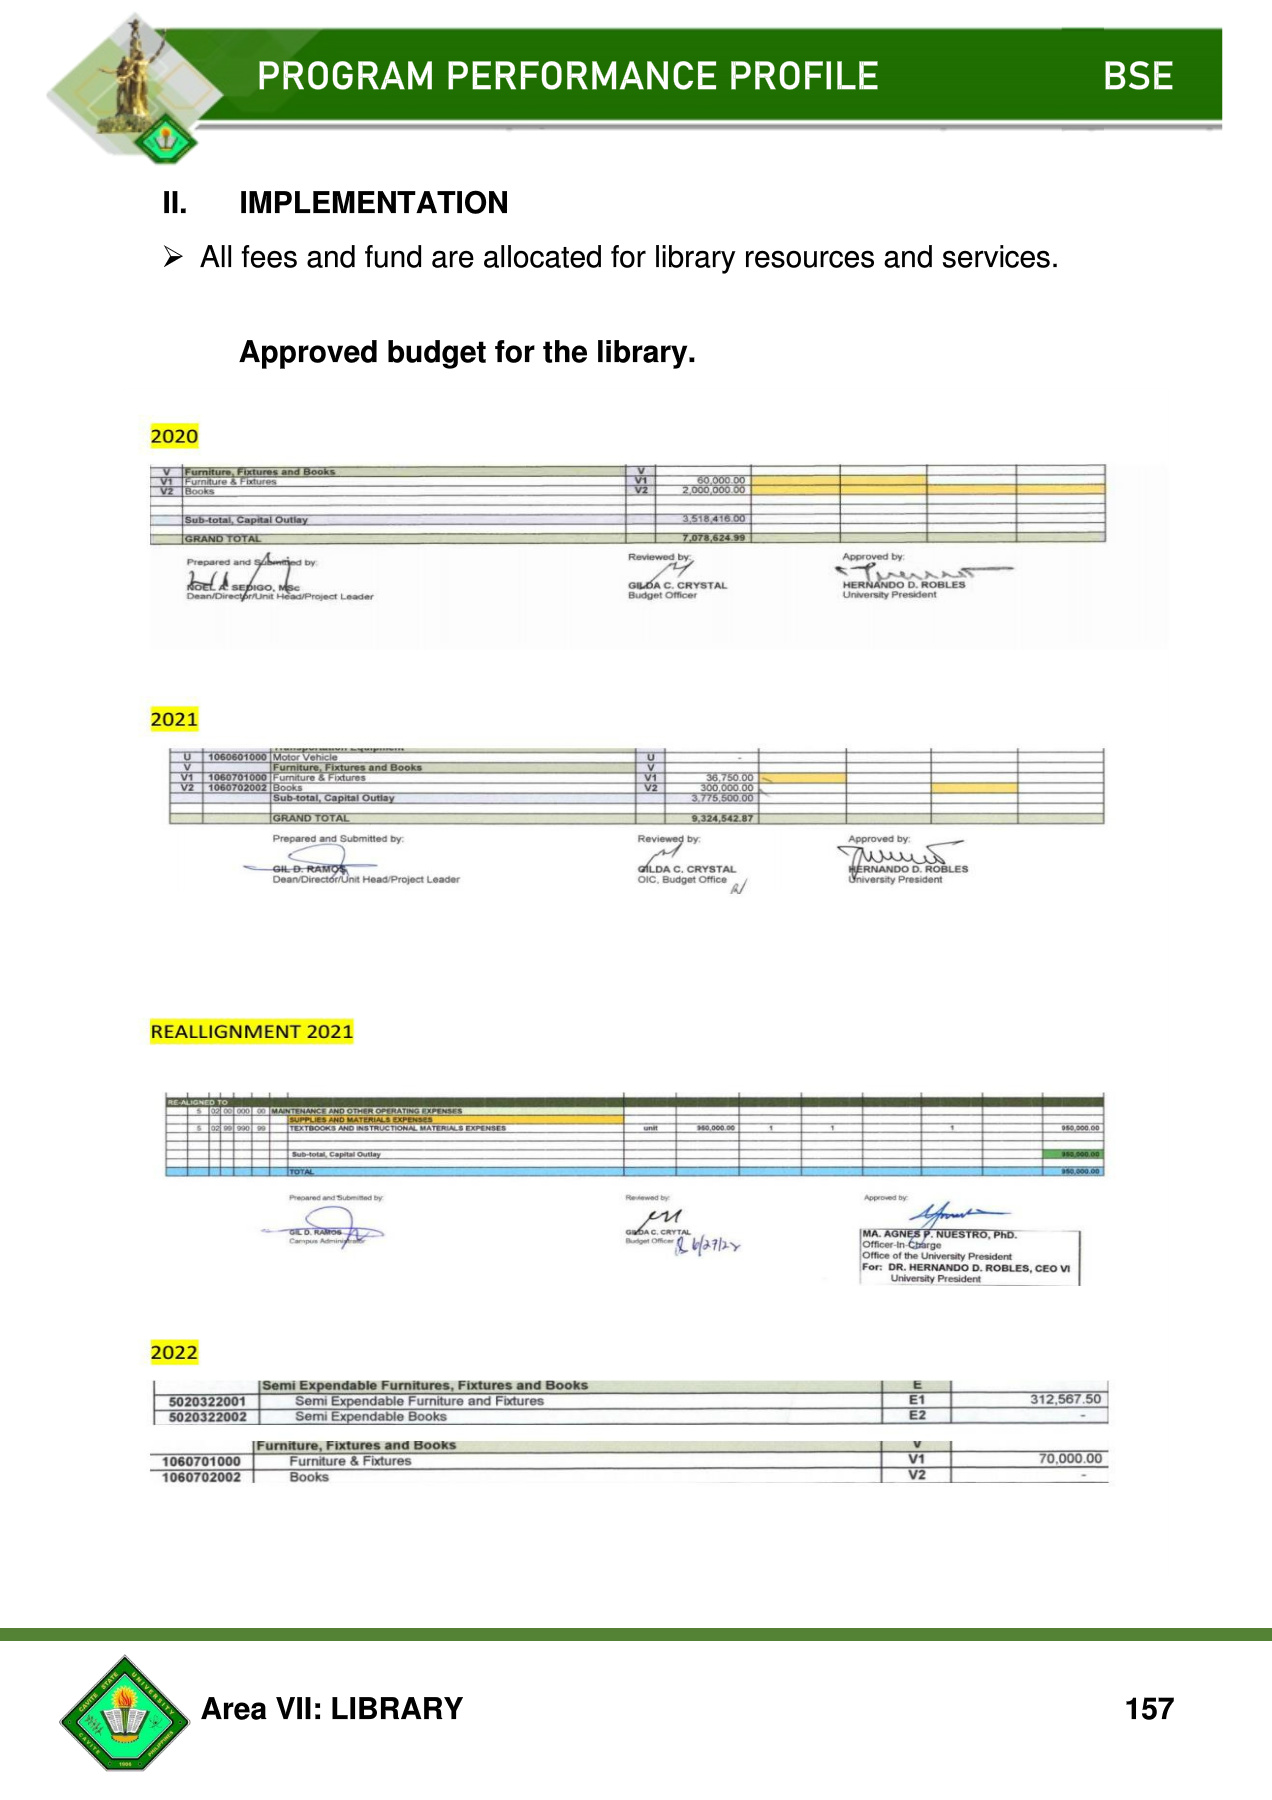 PROGRAM PERFORMANCE PROFILE BSE
II. IMPLEMENTATION
➢ All fees and fund are allocated for library resources and services.
Approved budget for the library.
2020
V Furniture, Fixtures and Books V
V1 Furniture & Fixtures V1 60,000.00
V2 Books V2 2,000,000.00
Sub-total, Capital Outlay 3,518,416.00
GRAND TOTAL 7,078,624.99
Prepared and Submitted by: Reviewed by: Approved by:
NOEL A. SEDIGO, MSc GILDA C. CRYSTAL HERNANDO D. ROBLES
Dean/Director/Unit Head/Project Leader Budget Officer University President
2021
Transportation Equipment
U 1060601000 Motor Vehicle U -
V Furniture, Fixtures and Books V
V1 1060701000 Furniture & Fixtures V1 36,750.00
V2 1060702002 Books V2 300,000.00
Sub-total, Capital Outlay 3,775,500.00
GRAND TOTAL 9,324,542.87
Prepared and Submitted by: Reviewed by: Approved by:
GIL D. RAMOS GILDA C. CRYSTAL HERNANDO D. ROBLES
Dean/Director/Unit Head/Project Leader OIC, Budget Office University President
REALLIGNMENT 2021
RE-ALIGNED TO
5 02 00 000 00 MAINTENANCE AND OTHER OPERATING EXPENSES
SUPPLIES AND MATERIALS EXPENSES
5 02 99 990 99 TEXTBOOKS AND INSTRUCTIONAL MATERIALS EXPENSES unit 950,000.00 1 1 1 950,000.00
Sub-total, Capital Outlay 950,000.00
TOTAL 950,000.00
Prepared and Submitted by: Reviewed by: Approved by:
GIL D. RAMOS GILDA C. CRYTAL
Campus Administrator Budget Officer 6/27/22
MA. AGNES P. NUESTRO, PhD.
Officer-In-Charge
Office of the University President
For: DR. HERNANDO D. ROBLES, CEO VI
University President
2022
Semi Expendable Furnitures, Fixtures and Books E
5020322001 Semi Expendable Furniture and Fixtures E1 312,567.50
5020322002 Semi Expendable Books E2 -
Furniture, Fixtures and Books V
1060701000 Furniture & Fixtures V1 70,000.00
1060702002 Books V2 -
CAVITE STATE UNIVERSITY
CAVITE PHILIPPINES
1906
Area VII: LIBRARY 157